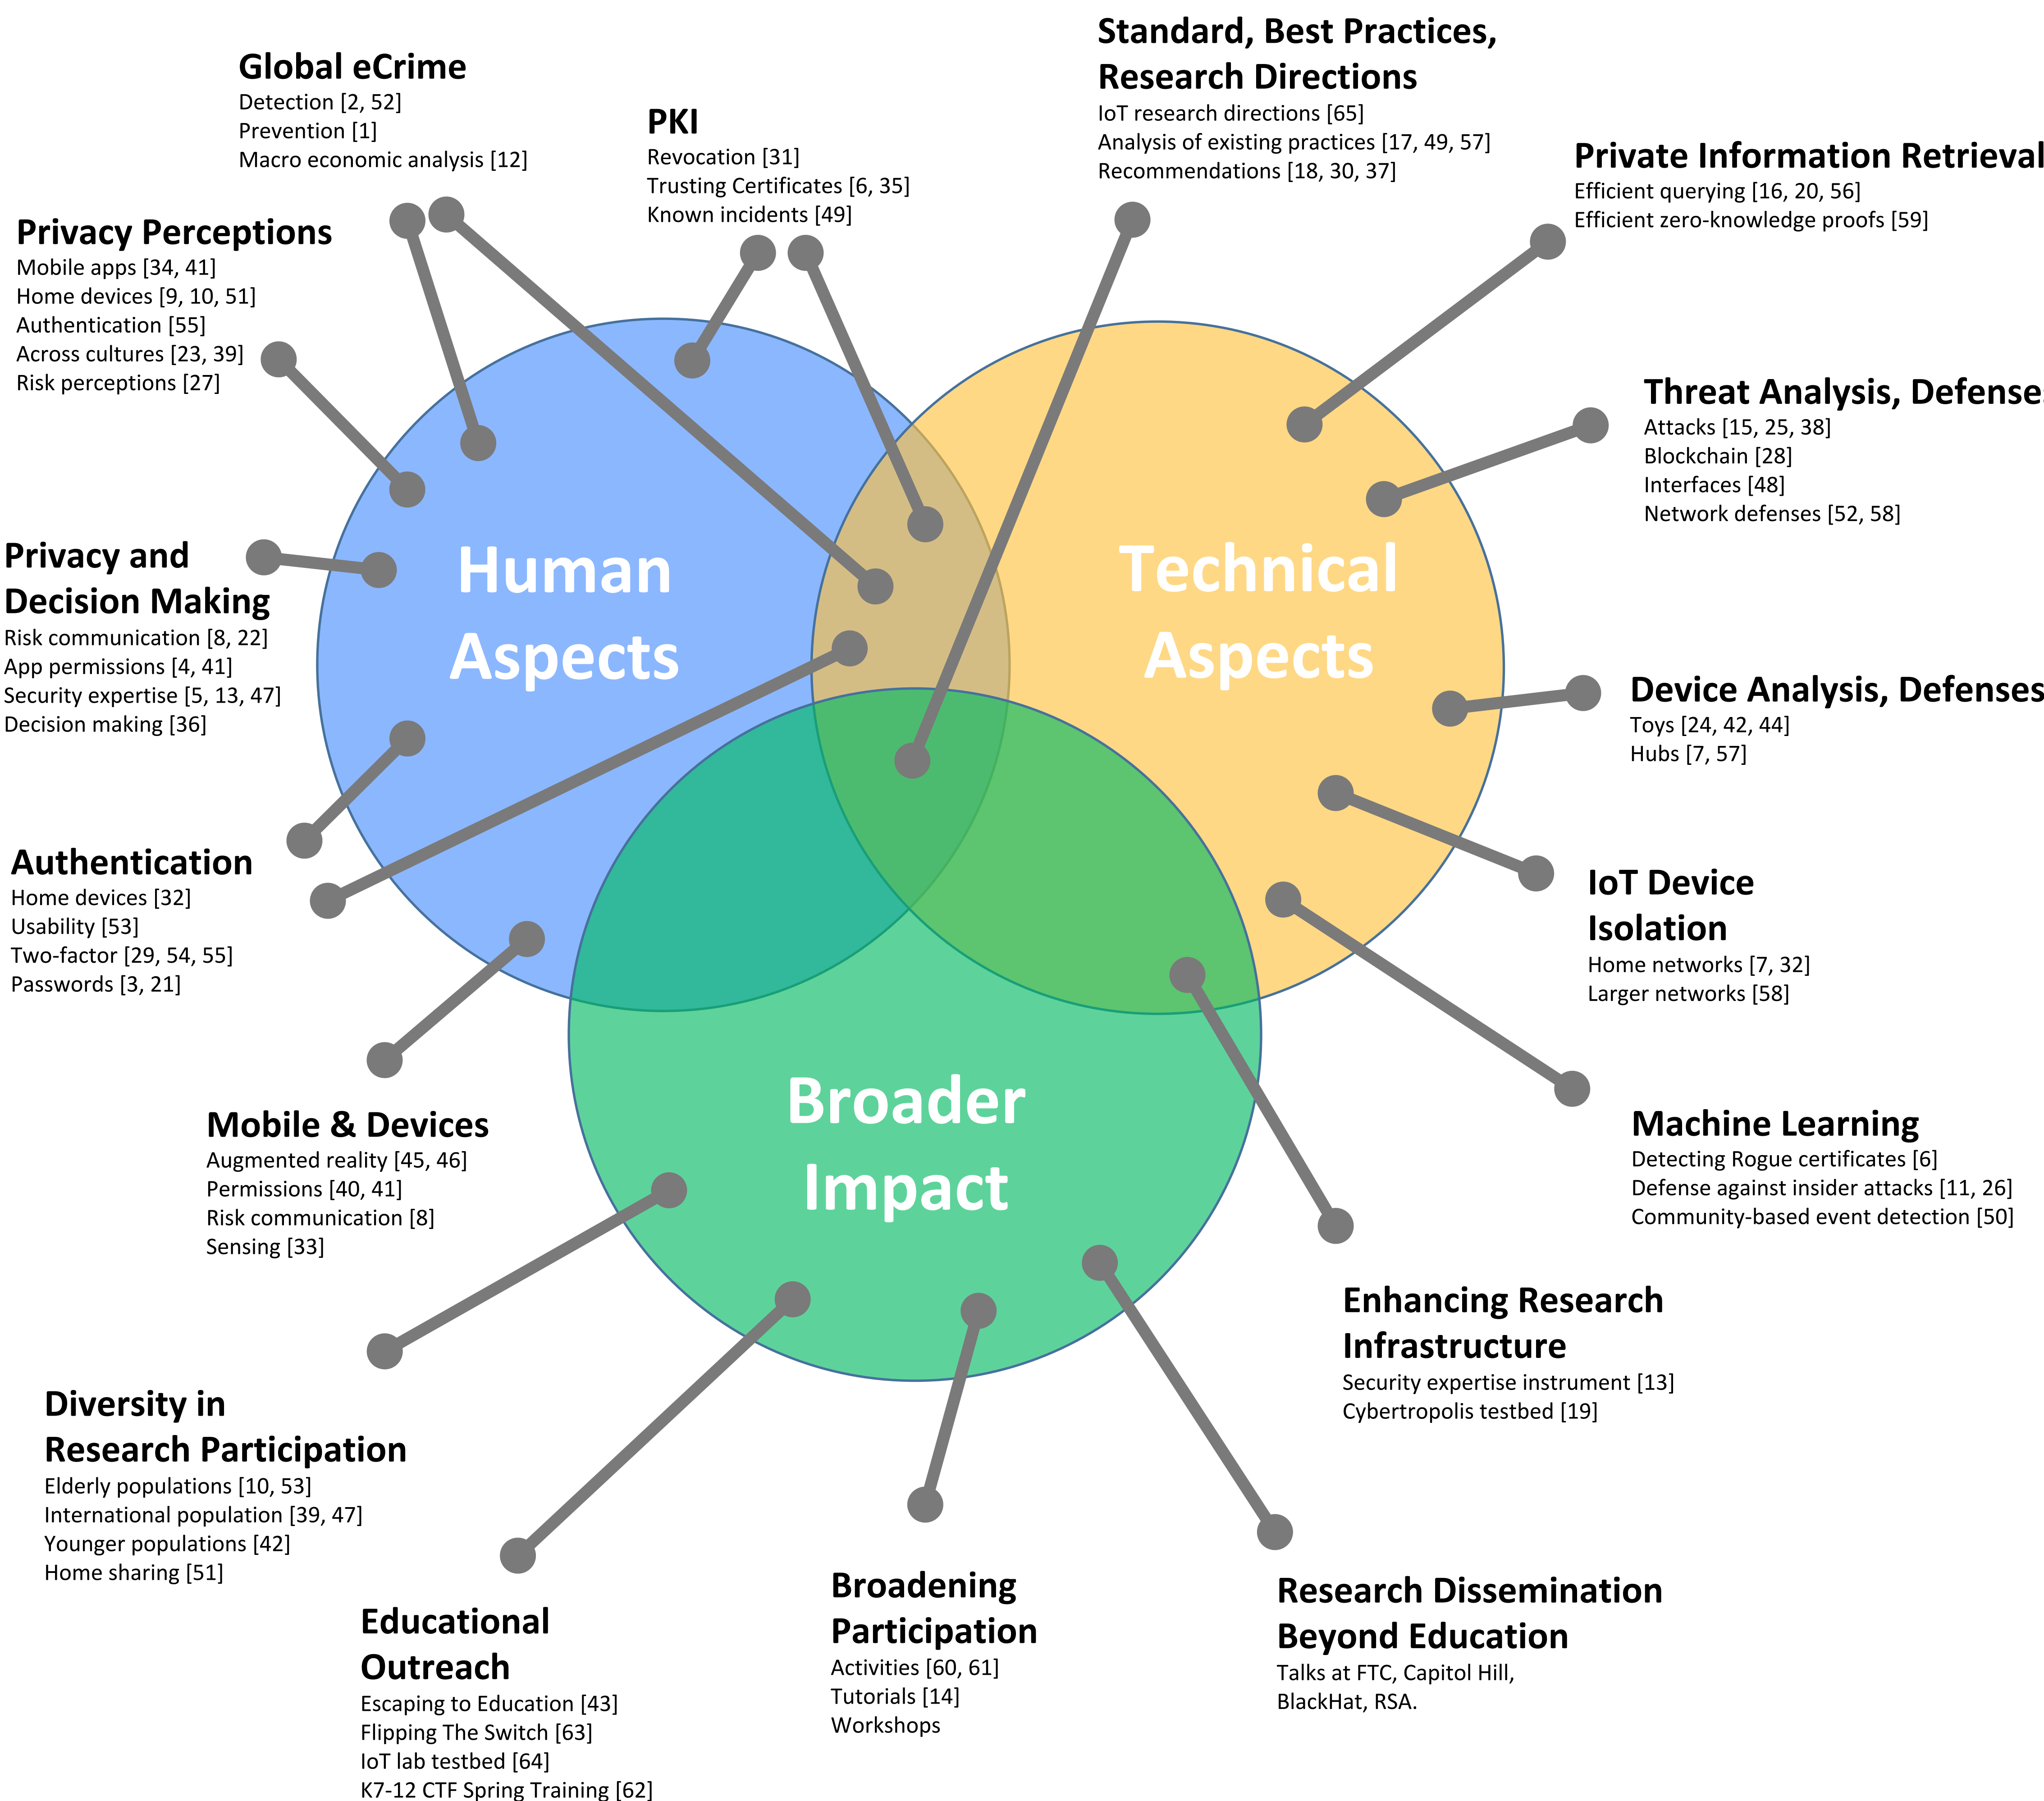 Global eCrime
Detection [2, 52]
Prevention [1]
Macro economic analysis [12]
PKI
Revocation [31]
Trusting Certificates [6, 35]
Known incidents [49]
Standard, Best Practices,
Research Directions
IoT research directions [65]
Analysis of existing practices [17, 49, 57]
Recommendations [18, 30, 37]
Private Information Retrieval
Efficient querying [16, 20, 56]
Efficient zero-knowledge proofs [59]
Privacy Perceptions
Mobile apps [34, 41]
Home devices [9, 10, 51]
Authentication [55]
Across cultures [23, 39]
Risk perceptions [27]
Threat Analysis, Defense
Attacks [15, 25, 38]
Blockchain [28]
Interfaces [48]
Network defenses [52, 58]
Privacy and
Decision Making
Risk communication [8, 22]
App permissions [4, 41]
Security expertise [5, 13, 47]
Decision making [36]
Human
Aspects
Technical
Aspects
Device Analysis, Defenses
Toys [24, 42, 44]
Hubs [7, 57]
Authentication
Home devices [32]
Usability [53]
Two-factor [29, 54, 55]
Passwords [3, 21]
IoT Device
Isolation
Home networks [7, 32]
Larger networks [58]
Broader
Impact
Mobile & Devices
Augmented reality [45, 46]
Permissions [40, 41]
Risk communication [8]
Sensing [33]
Machine Learning
Detecting Rogue certificates [6]
Defense against insider attacks [11, 26]
Community-based event detection [50]
Enhancing Research
Infrastructure
Security expertise instrument [13]
Cybertropolis testbed [19]
Diversity in
Research Participation
Elderly populations [10, 53]
International population [39, 47]
Younger populations [42]
Home sharing [51]
Educational
Outreach
Escaping to Education [43]
Flipping The Switch [63]
IoT lab testbed [64]
K7-12 CTF Spring Training [62]
Broadening
Participation
Activities [60, 61]
Tutorials [14]
Workshops
Research Dissemination
Beyond Education
Talks at FTC, Capitol Hill,
BlackHat, RSA.